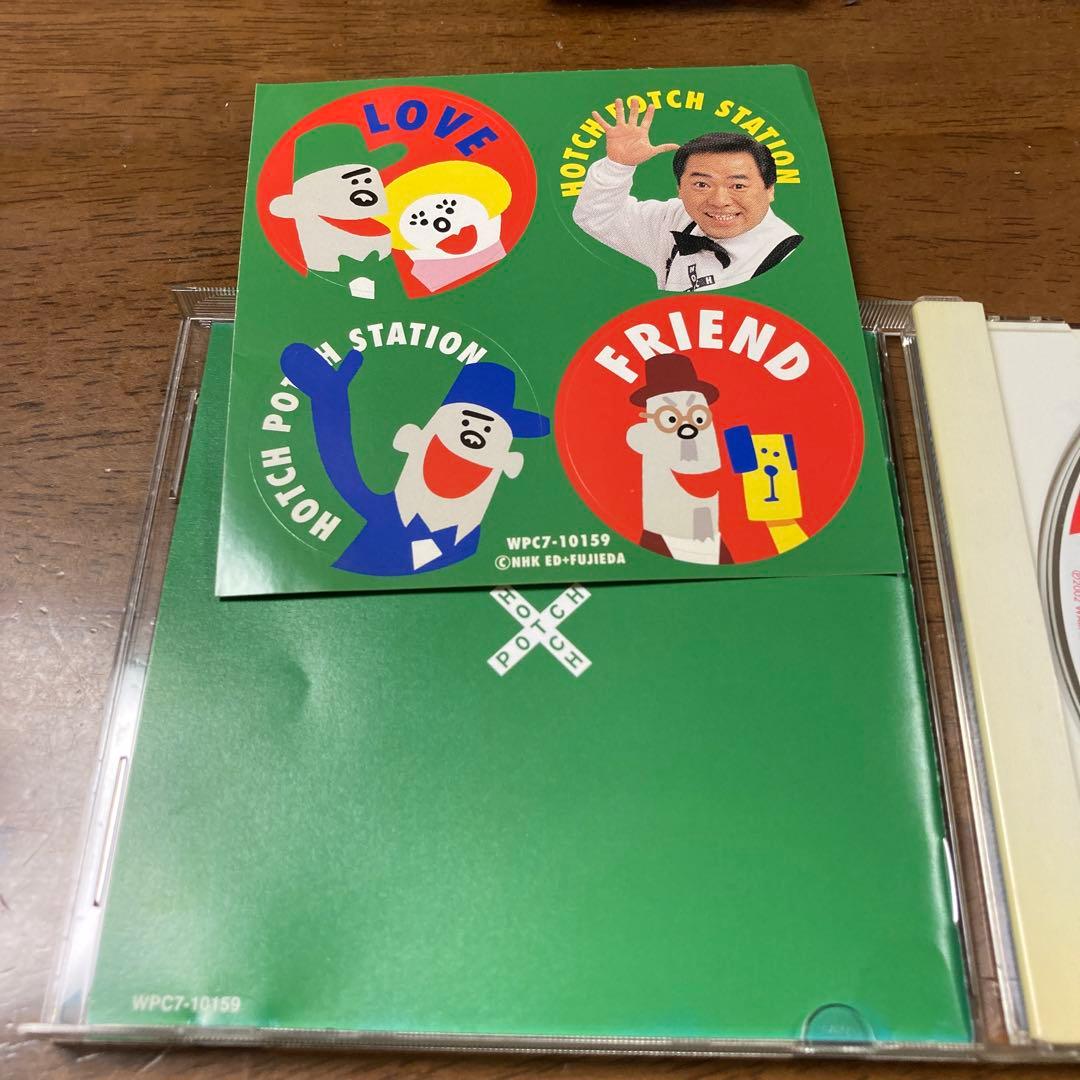 LOVE
HOTCH POTCH STATION
HOTCH POTCH STATION
FRIEND
WPC7-10159
©NHK ED+FUJIEDA
HOTCH
POTCH
WPC7-10159